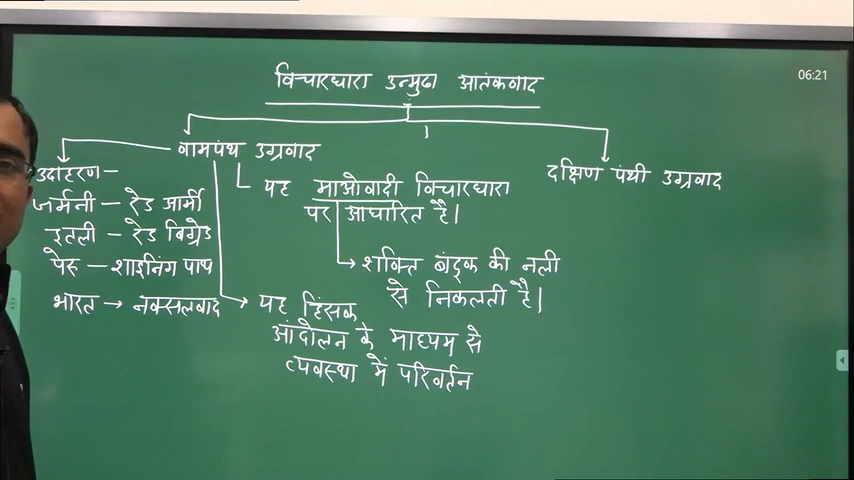 विचारधारा उन्मुढा आतंकवाद
06:21
वामपंथ उग्रवाद
दक्षिण पंथी उग्रवाद
उदाहरण-
जर्मनी - रेड आर्मी
इटली - रेड बिग्रेड
पेरू - शाइनिंग पाथ
भारत → नक्सलवाद
यह माओवादी विचारधारा
पर आधारित है।
शक्ति बंदूक की नली
से निकलती है।
यह हिंसक
आंदोलन के माध्यम से
व्यवस्था में परिवर्तन